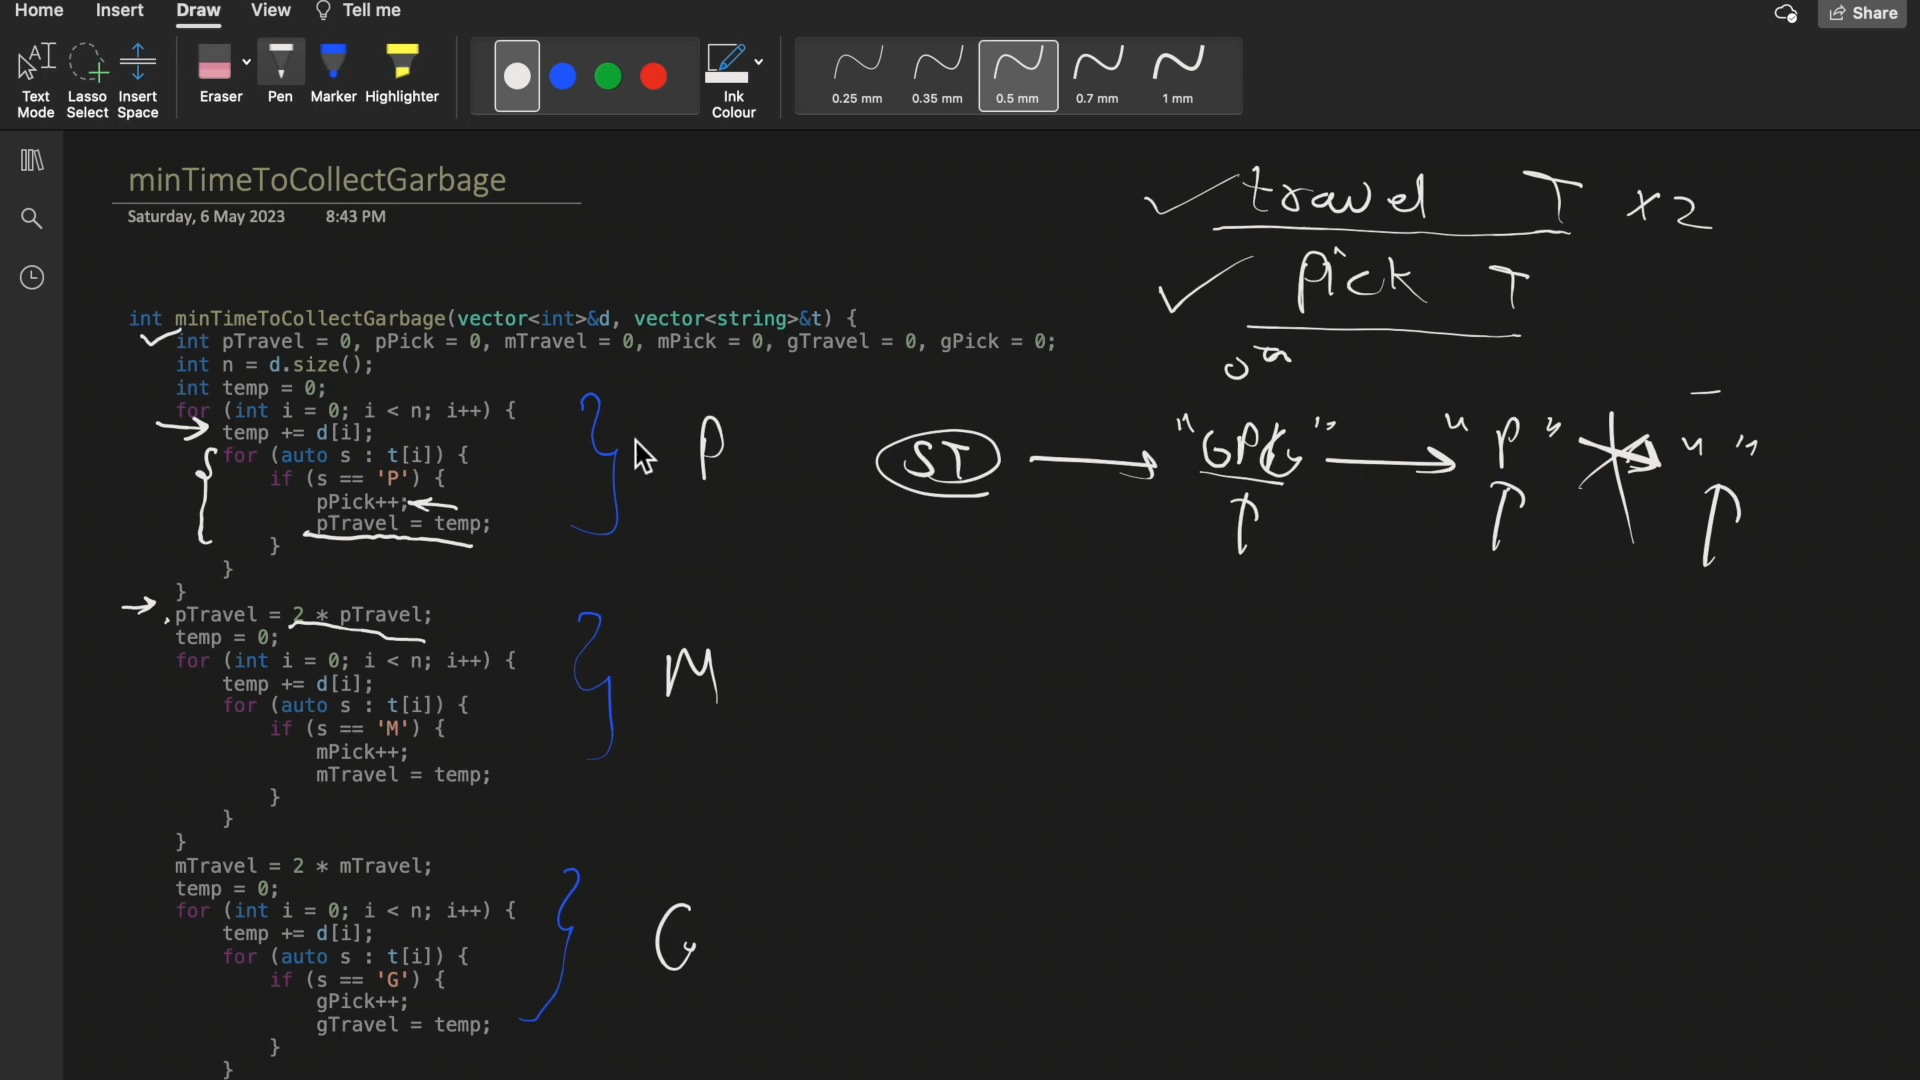 Home Insert Draw View Tell me Share
Text Mode
Lasso Select
Insert Space
Eraser
Pen
Marker
Highlighter
Ink Colour
0.25 mm
0.35 mm
0.5 mm
0.7 mm
1 mm
minTimeToCollectGarbage
Saturday, 6 May 2023 8:43 PM
travel T x2
Pick T
int minTimeToCollectGarbage(vector<int>&d, vector<string>&t) {
int pTravel = 0, pPick = 0, mTravel = 0, mPick = 0, gTravel = 0, gPick = 0;
int n = d.size();
int temp = 0;
for (int i = 0; i < n; i++) {
temp += d[i];
for (auto s : t[i]) {
if (s == 'P') {
pPick++;
pTravel = temp;
}
}
}
P
ST
"P"
" "
pTravel = 2 * pTravel;
temp = 0;
for (int i = 0; i < n; i++) {
temp += d[i];
for (auto s : t[i]) {
if (s == 'M') {
mPick++;
mTravel = temp;
}
}
}
M
mTravel = 2 * mTravel;
temp = 0;
for (int i = 0; i < n; i++) {
temp += d[i];
for (auto s : t[i]) {
if (s == 'G') {
gPick++;
gTravel = temp;
}
}
G